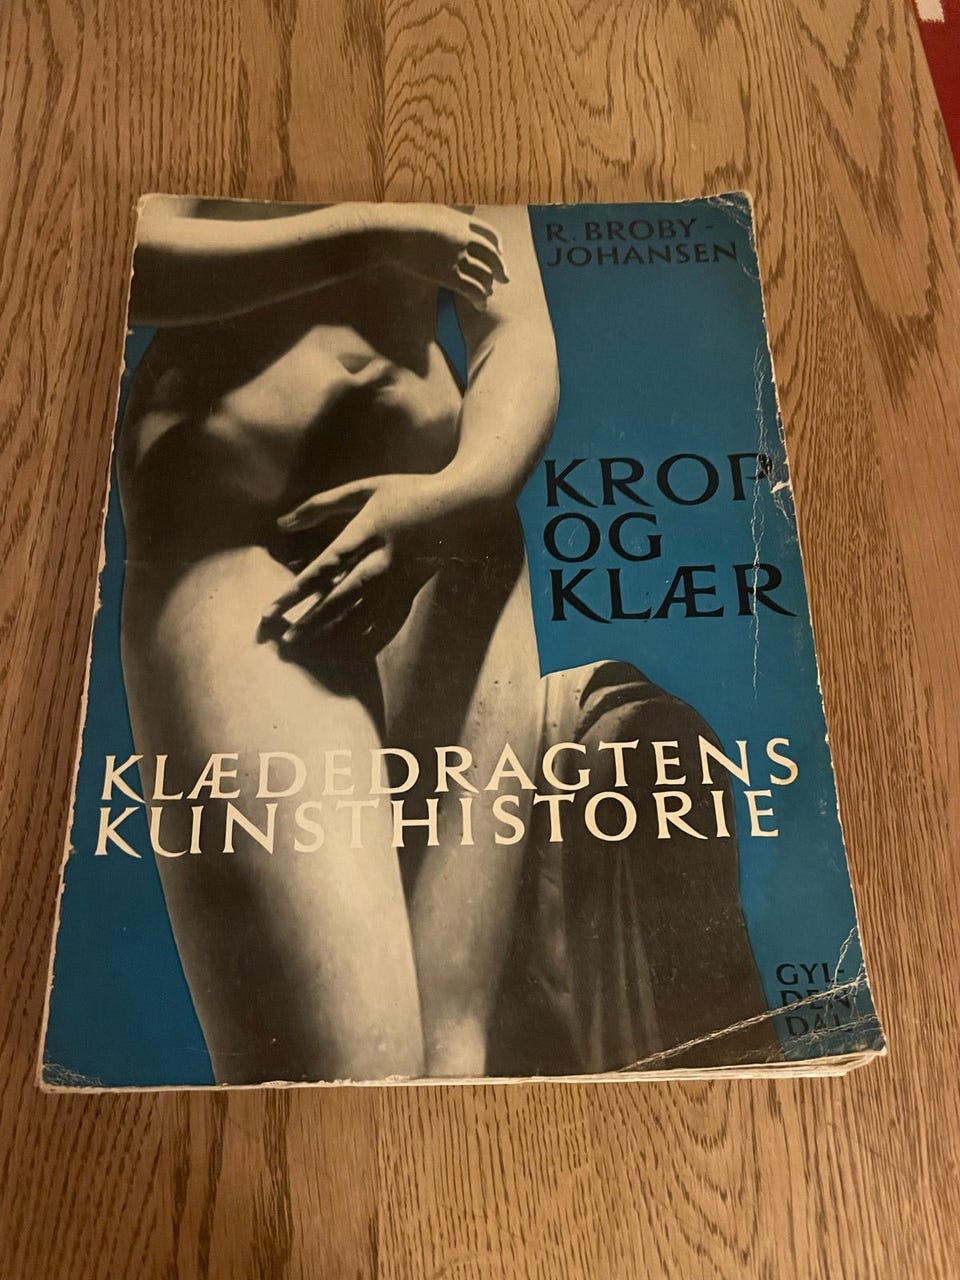 R. BROBY-
JOHANSEN
KROP
OG
KLÆR
KLÆDEDRAGTENS
KUNSTHISTORIE
GYL-
DEN
DAL